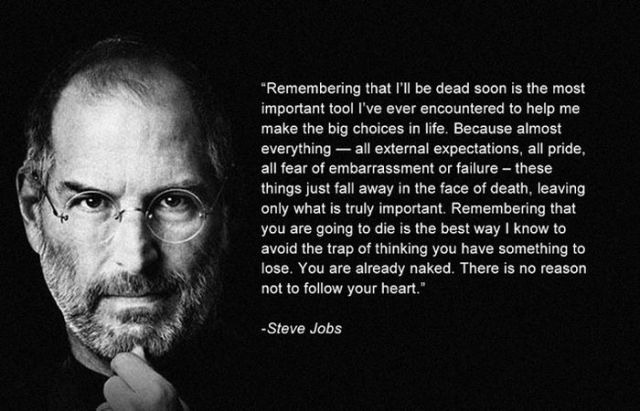 “Remembering that I’ll be dead soon is the most
important tool I’ve ever encountered to help me
make the big choices in life. Because almost
everything — all external expectations, all pride,
all fear of embarrassment or failure – these
things just fall away in the face of death, leaving
only what is truly important. Remembering that
you are going to die is the best way I know to
avoid the trap of thinking you have something to
lose. You are already naked. There is no reason
not to follow your heart.”
-Steve Jobs